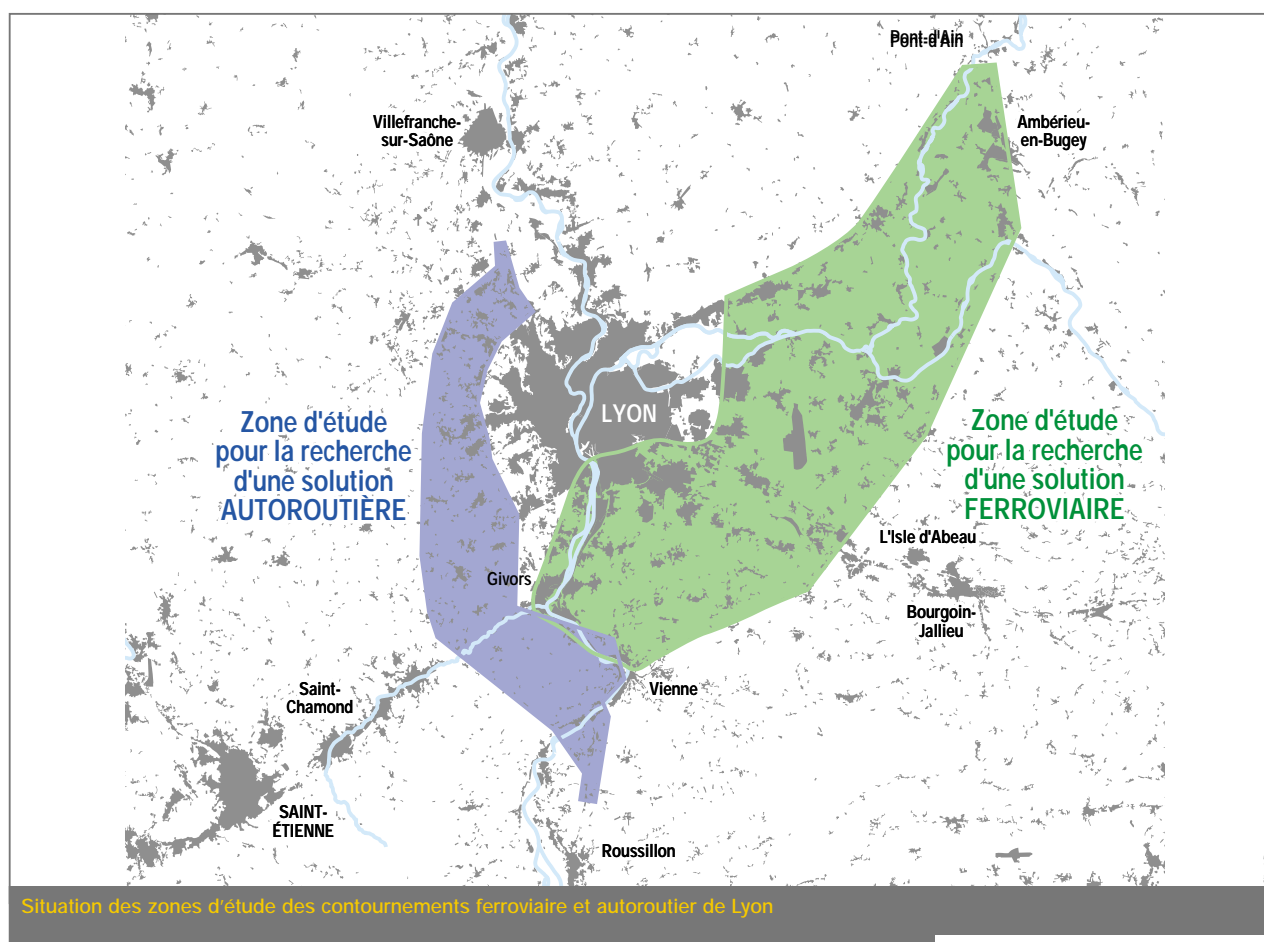 Pont-d'Ain
Villefranche-
sur-Saône
Ambérieu-
en-Bugey
LYON
Zone d'étude
pour la recherche
d'une solution
AUTOROUTIÈRE
Zone d'étude
pour la recherche
d'une solution
FERROVIAIRE
L'Isle d'Abeau
Givors
Bourgoin-
Jallieu
Saint-
Chamond
Vienne
SAINT-
ÉTIENNE
Roussillon
Situation des zones d'étude des contournements ferroviaire et autoroutier de Lyon